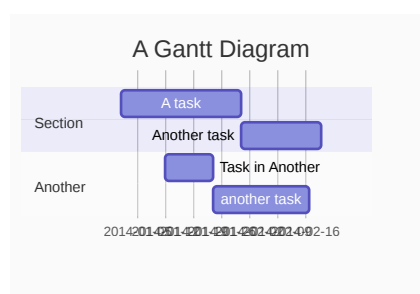 A Gantt Diagram
A task
Section
Another task
Task in Another
Another
another task